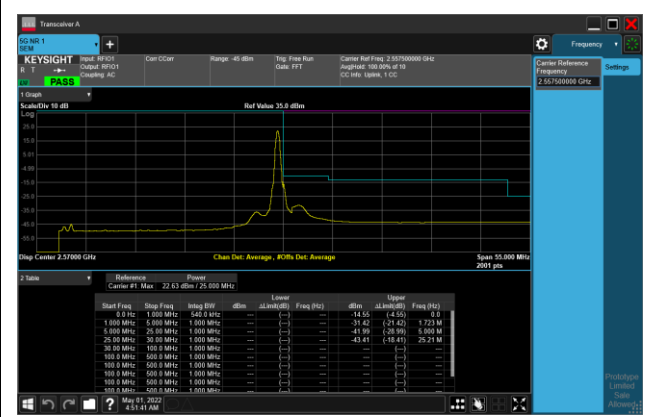 Transceiver A
5G NR 1
SEM
Frequency
KEYSIGHT
R T
PASS
Input: RFIO1
Output: RFIO1
Coupling: AC
Corr CCorr
Range: -45 dBm
Trig: Free Run
Gate: FFT
Carrier Ref Freq: 2.557500000 GHz
Avg|Hold: 100.00% of 10
CC Info: Uplink, 1 CC
Carrier Reference
Frequency
2.557500000 GHz
Settings
1 Graph
Scale/Div 10 dB
Ref Value 35.0 dBm
Log
25.0
15.0
5.01
-4.99
-15.0
-25.0
-35.0
-45.0
-55.0
Disp Center 2.57000 GHz
Chan Det: Average , #Offs Det: Average
Span 55.000 MHz
2001 pts
2 Table
Reference Power
Carrier #1 Max 22.63 dBm / 25.000 MHz
Lower Upper
Start Freq Stop Freq Integ BW dBm ΔLimit(dB) Freq (Hz) dBm ΔLimit(dB) Freq (Hz)
0.0 Hz 1.000 MHz 540.0 kHz --- (---) --- -14.55 (-4.55) 0.0
1.000 MHz 5.000 MHz 1.000 MHz --- (---) --- -31.42 (-21.42) 1.723 M
5.000 MHz 25.00 MHz 1.000 MHz --- (---) --- -41.99 (-28.99) 5.000 M
25.00 MHz 30.00 MHz 1.000 MHz --- (---) --- -43.41 (-18.41) 25.21 M
30.00 MHz 100.0 MHz 1.000 MHz --- (---) --- --- (---) ---
100.0 MHz 500.0 MHz 1.000 MHz --- (---) --- --- (---) ---
100.0 MHz 500.0 MHz 1.000 MHz --- (---) --- --- (---) ---
100.0 MHz 500.0 MHz 1.000 MHz --- (---) --- --- (---) ---
100.0 MHz 500.0 MHz 1.000 MHz --- (---) --- --- (---) ---
100.0 MHz 500.0 MHz 1.000 MHz --- (---) --- --- (---) ---
Prototype
Limited
Sale
Allowed
?
May 01, 2022
4:51:41 AM